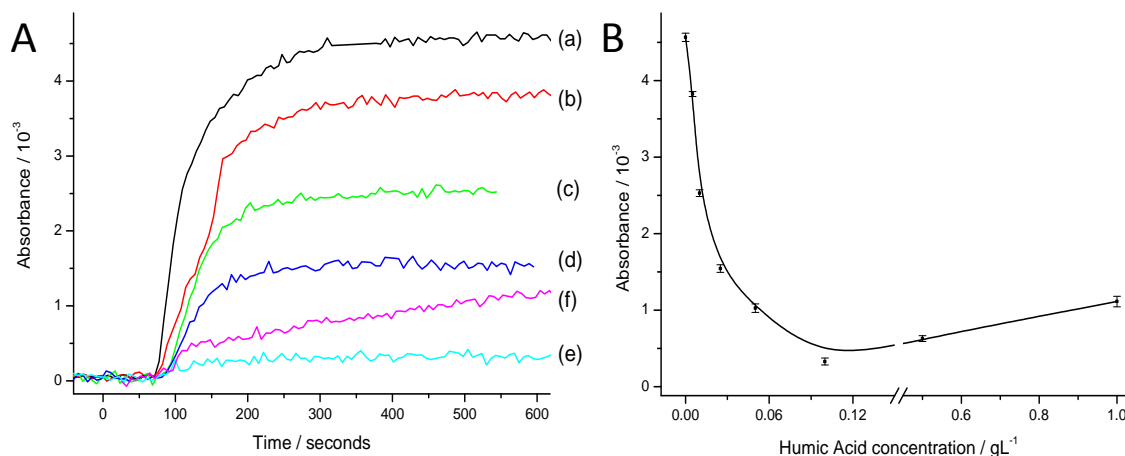 A
Absorbance / 10⁻³
4
3
2
1
0
0 100 200 300 400 500 600
Time / seconds
(a)
(b)
(c)
(d)
(f)
(e)
B
Absorbance / 10⁻³
4
3
2
1
0
0.00 0.06 0.12 0.6 0.8 1.0
Humic Acid concentration / gL⁻¹